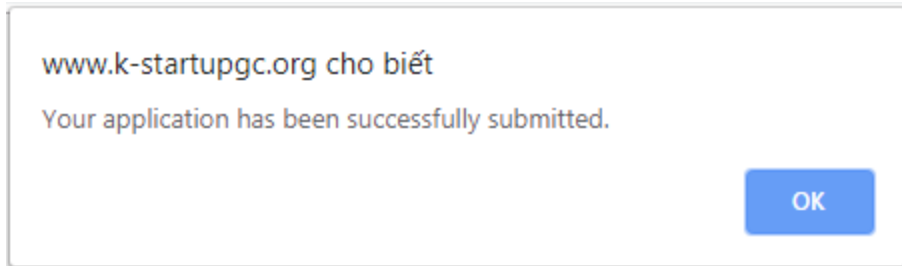 www.k-startupgc.org cho biết
Your application has been successfully submitted.
OK